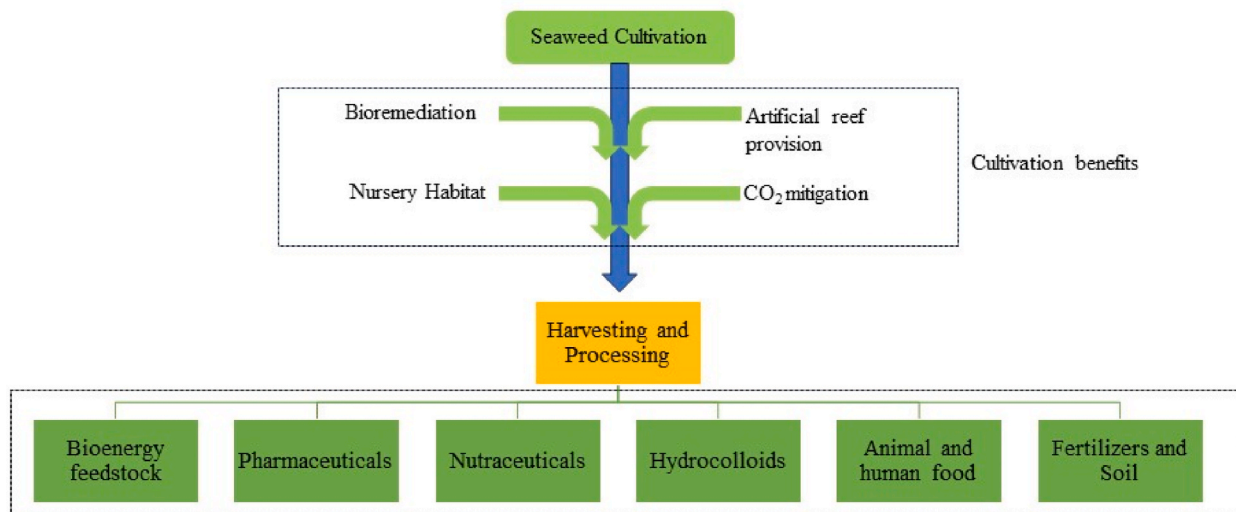 Seaweed Cultivation
Bioremediation
Artificial reef
provision
Cultivation benefits
Nursery Habitat
CO₂ mitigation
Harvesting and
Processing
Bioenergy
feedstock
Pharmaceuticals
Nutraceuticals
Hydrocolloids
Animal and
human food
Fertilizers and
Soil